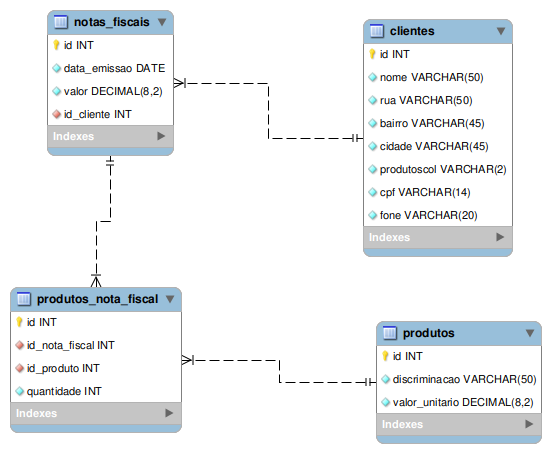 notas_fiscais
id INT
data_emissao DATE
valor DECIMAL(8,2)
id_cliente INT
Indexes
clientes
id INT
nome VARCHAR(50)
rua VARCHAR(50)
bairro VARCHAR(45)
cidade VARCHAR(45)
produtoscol VARCHAR(2)
cpf VARCHAR(14)
fone VARCHAR(20)
Indexes
produtos_nota_fiscal
id INT
id_nota_fiscal INT
id_produto INT
quantidade INT
Indexes
produtos
id INT
discriminacao VARCHAR(50)
valor_unitario DECIMAL(8,2)
Indexes